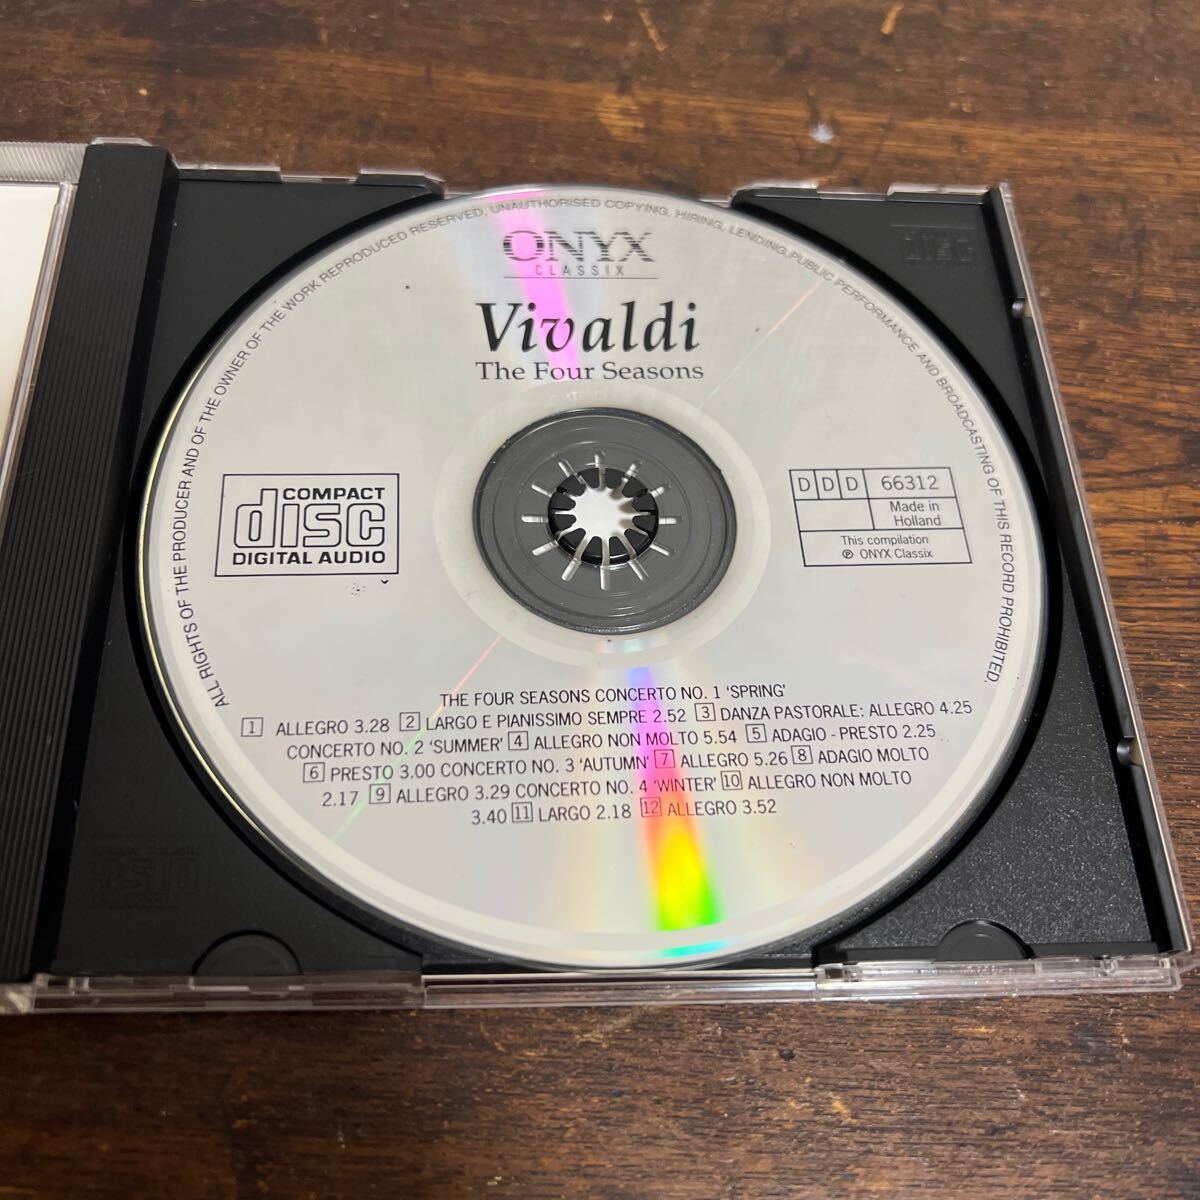 ALL RIGHTS OF THE PRODUCER AND OF THE OWNER OF THE WORK REPRODUCED RESERVED. UNAUTHORISED COPYING, HIRING, LENDING, PUBLIC PERFORMANCE AND BROADCASTING OF THIS RECORD PROHIBITED.
ONYX
CLASSIX
Vivaldi
The Four Seasons
COMPACT
disc
DIGITAL AUDIO
D D D 66312
Made in
Holland
This compilation
℗ ONYX Classix
THE FOUR SEASONS CONCERTO NO. 1 'SPRING'
1 ALLEGRO 3.28 2 LARGO E PIANISSIMO SEMPRE 2.52 3 DANZA PASTORALE: ALLEGRO 4.25
CONCERTO NO. 2 'SUMMER' 4 ALLEGRO NON MOLTO 5.54 5 ADAGIO - PRESTO 2.25
6 PRESTO 3.00 CONCERTO NO. 3 'AUTUMN' 7 ALLEGRO 5.26 8 ADAGIO MOLTO
2.17 9 ALLEGRO 3.29 CONCERTO NO. 4 'WINTER' 10 ALLEGRO NON MOLTO
3.40 11 LARGO 2.18 12 ALLEGRO 3.52